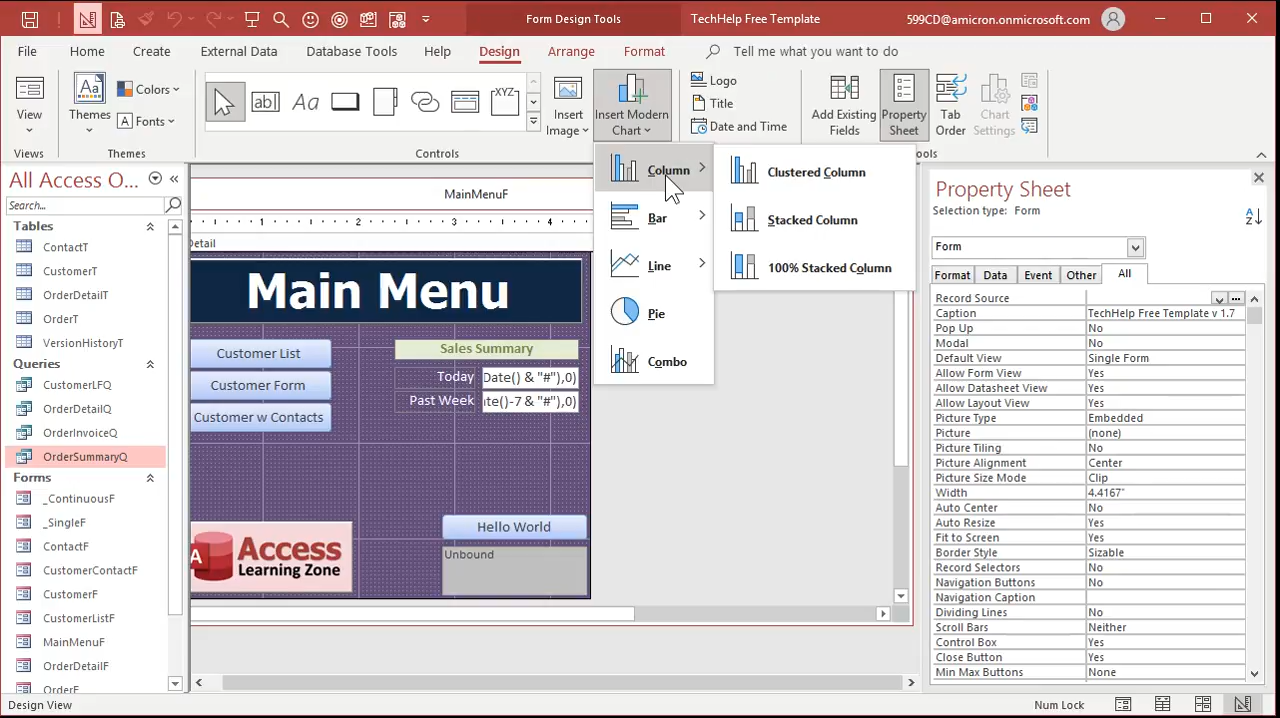 Form Design Tools
TechHelp Free Template
599CD@amicron.onmicrosoft.com
File
Home
Create
External Data
Database Tools
Help
Design
Arrange
Format
Tell me what you want to do
View
Views
Themes
Colors
Fonts
Themes
ab|
Aa
XYZ
Controls
Insert
Image
Insert Modern
Chart
Logo
Title
Date and Time
Add Existing
Fields
Property
Sheet
Tab
Order
Chart
Settings
ools
Column
Bar
Line
Pie
Combo
Clustered Column
Stacked Column
100% Stacked Column
All Access O...
Search...
Tables
ContactT
CustomerT
OrderDetailT
OrderT
VersionHistoryT
Queries
CustomerLFQ
OrderDetailQ
OrderInvoiceQ
OrderSummaryQ
Forms
_ContinuousF
_SingleF
ContactF
CustomerContactF
CustomerF
CustomerListF
MainMenuF
OrderDetailF
OrderF
MainMenuF
1 2 3 4
Detail
Main Menu
Customer List
Customer Form
Customer w Contacts
Sales Summary
Today
Date() & "#"),0)
Past Week
ate()-7 & "#"),0)
Hello World
Unbound
A
Access
Learning Zone
Property Sheet
Selection type: Form
Form
Format
Data
Event
Other
All
Record Source
Caption TechHelp Free Template v 1.7
Pop Up No
Modal No
Default View Single Form
Allow Form View Yes
Allow Datasheet View Yes
Allow Layout View Yes
Picture Type Embedded
Picture (none)
Picture Tiling No
Picture Alignment Center
Picture Size Mode Clip
Width 4.4167"
Auto Center No
Auto Resize Yes
Fit to Screen Yes
Border Style Sizable
Record Selectors No
Navigation Buttons No
Navigation Caption
Dividing Lines No
Scroll Bars Neither
Control Box Yes
Close Button Yes
Min Max Buttons None
Design View
Num Lock